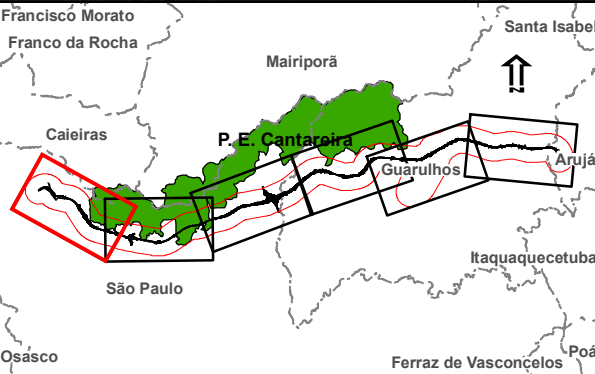 Francisco Morato
Santa Isabel
Franco da Rocha
Mairiporã
N
Caieiras
P. E. Cantareira
Arujá
Guarulhos
Itaquaquecetuba
São Paulo
Osasco
Poá
Ferraz de Vasconcelos